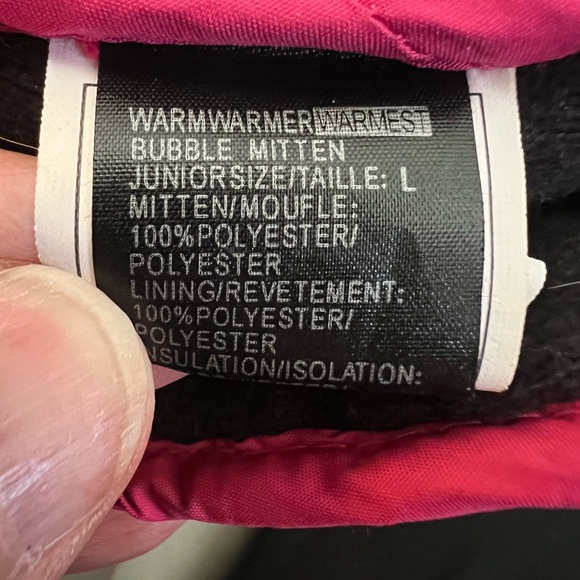 WARMWARMERWARMEST
BUBBLE MITTEN
JUNIORSIZE/TAILLE: L
MITTEN/MOUFLE:
100%POLYESTER/
POLYESTER
LINING/REVETEMENT:
100%POLYESTER/
POLYESTER
INSULATION/ISOLATION: